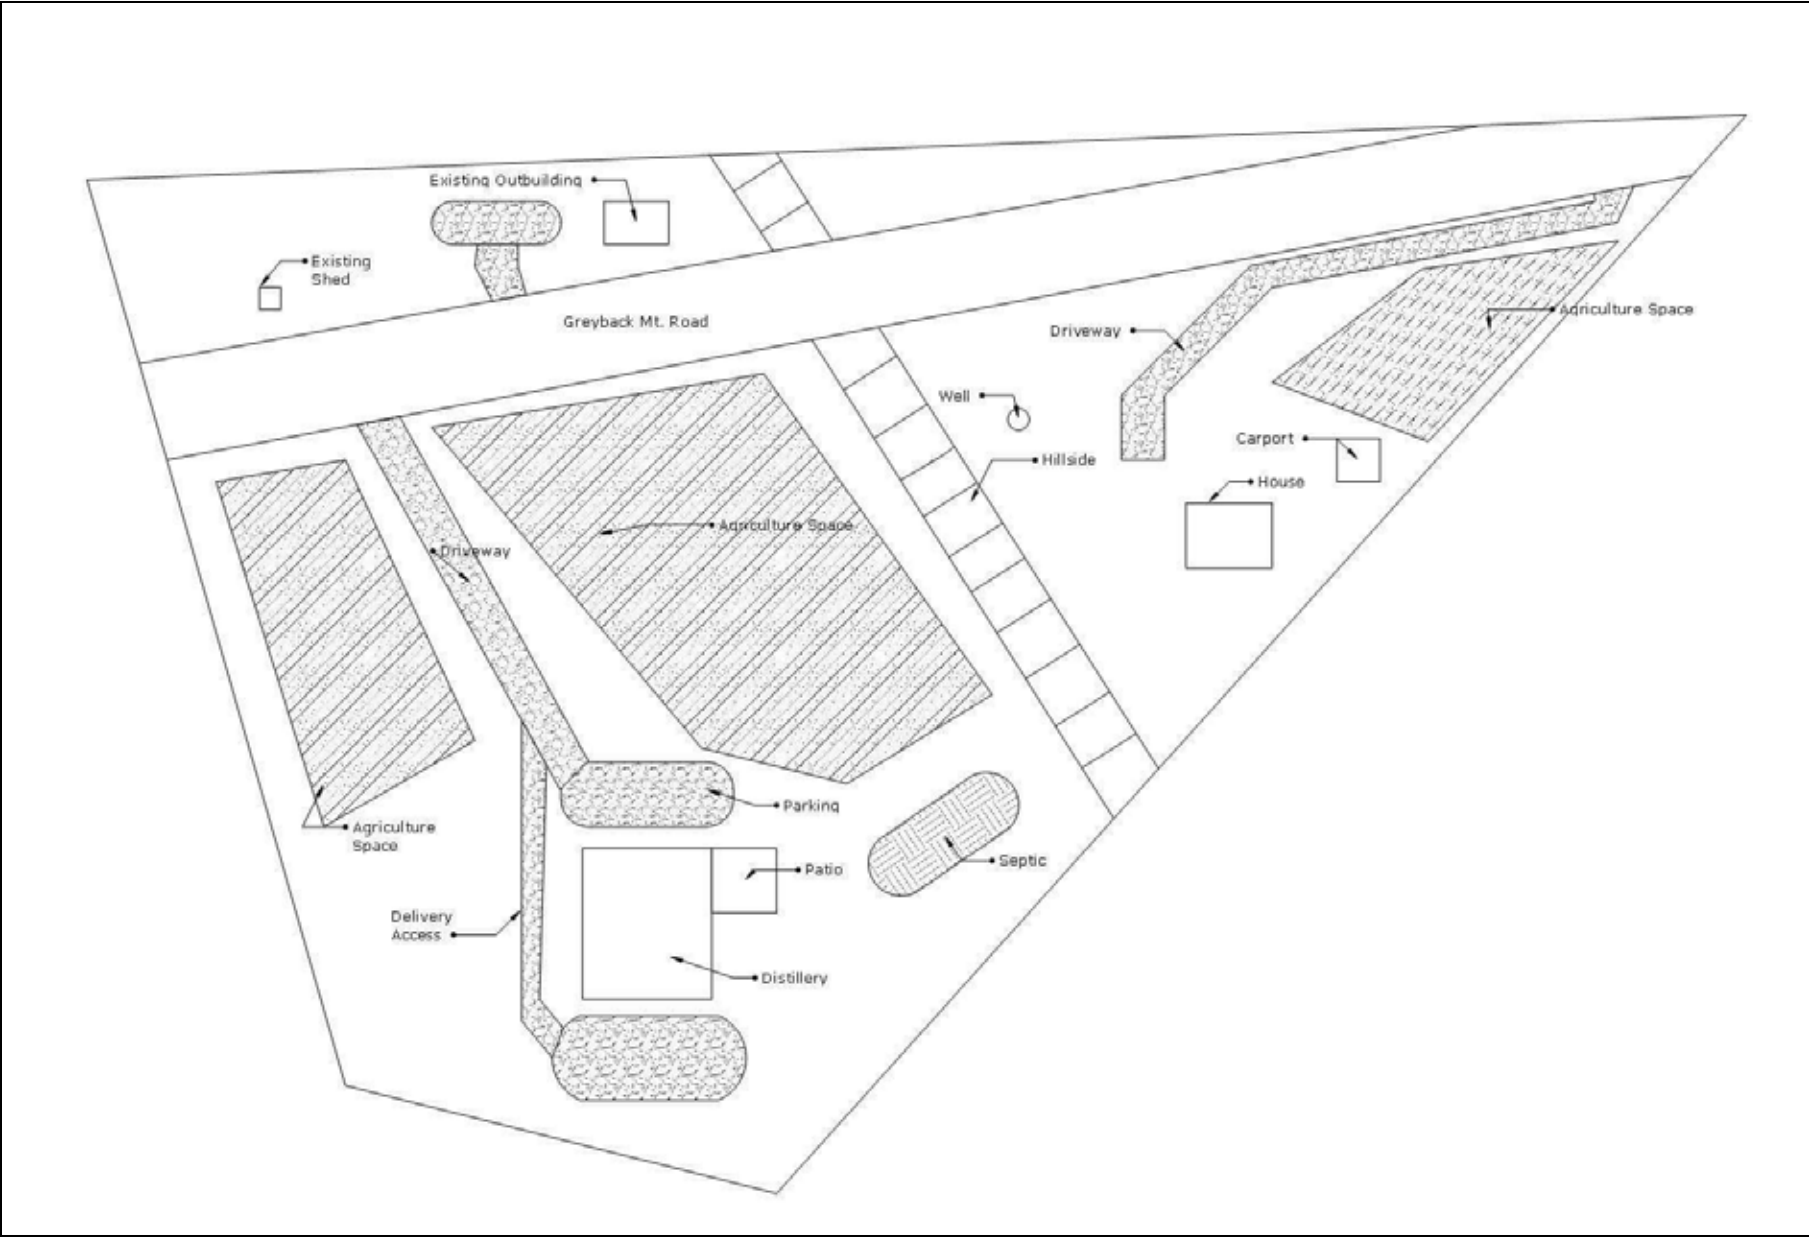 Existing Outbuilding
Existing
Shed
Greyback Mt. Road
Agriculture Space
Driveway
Well
Carport
Hillside
House
Agriculture Space
Driveway
Parking
Agriculture
Space
Septic
Patio
Delivery
Access
Distillery